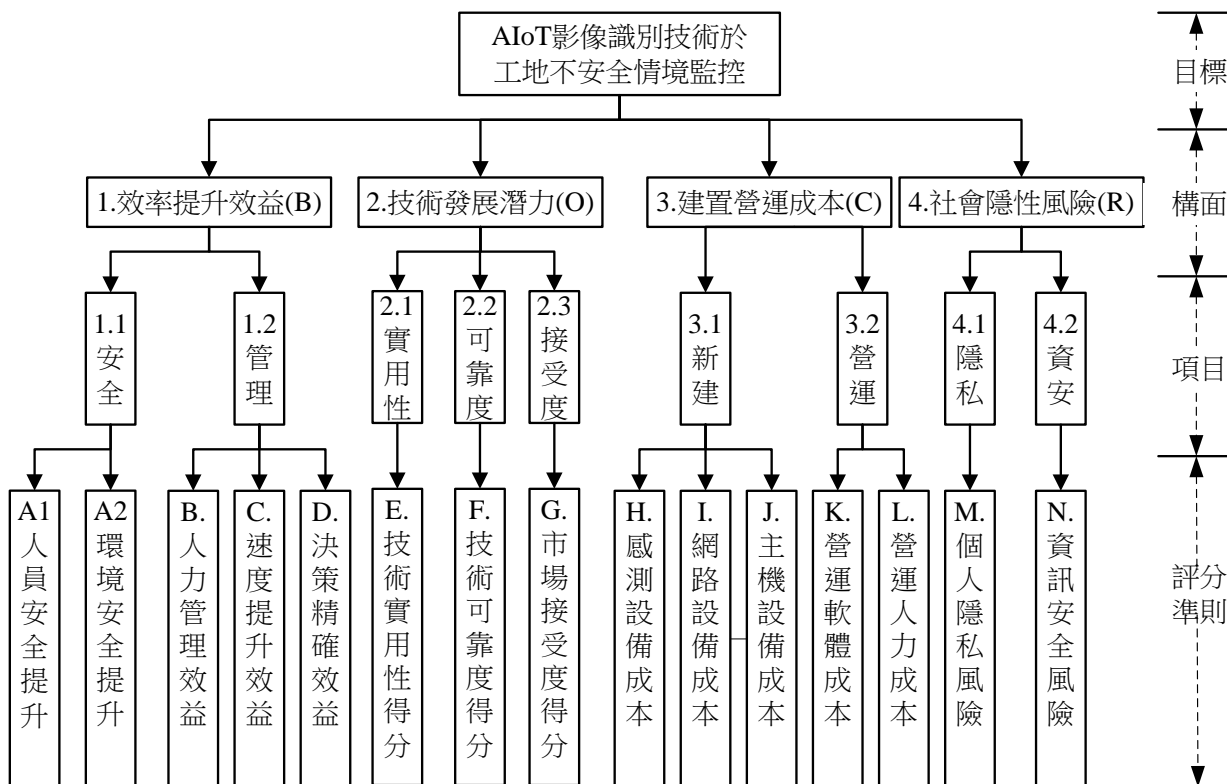 AIoT影像識別技術於
工地不安全情境監控
目標
1.效率提升效益(B)
2.技術發展潛力(O)
3.建置營運成本(C)
4.社會隱性風險(R)
構面
1.1安全
1.2管理
2.1實用性
2.2可靠度
2.3接受度
3.1新建
3.2營運
4.1隱私
4.2資安
項目
A1人員安全提升
A2環境安全提升
B.人力管理效益
C.速度提升效益
D.決策精確效益
E.技術實用性得分
F.技術可靠度得分
G.市場接受度得分
H.感測設備成本
I.網路設備成本
J.主機設備成本
K.營運軟體成本
L.營運人力成本
M.個人隱私風險
N.資訊安全風險
評分
準則